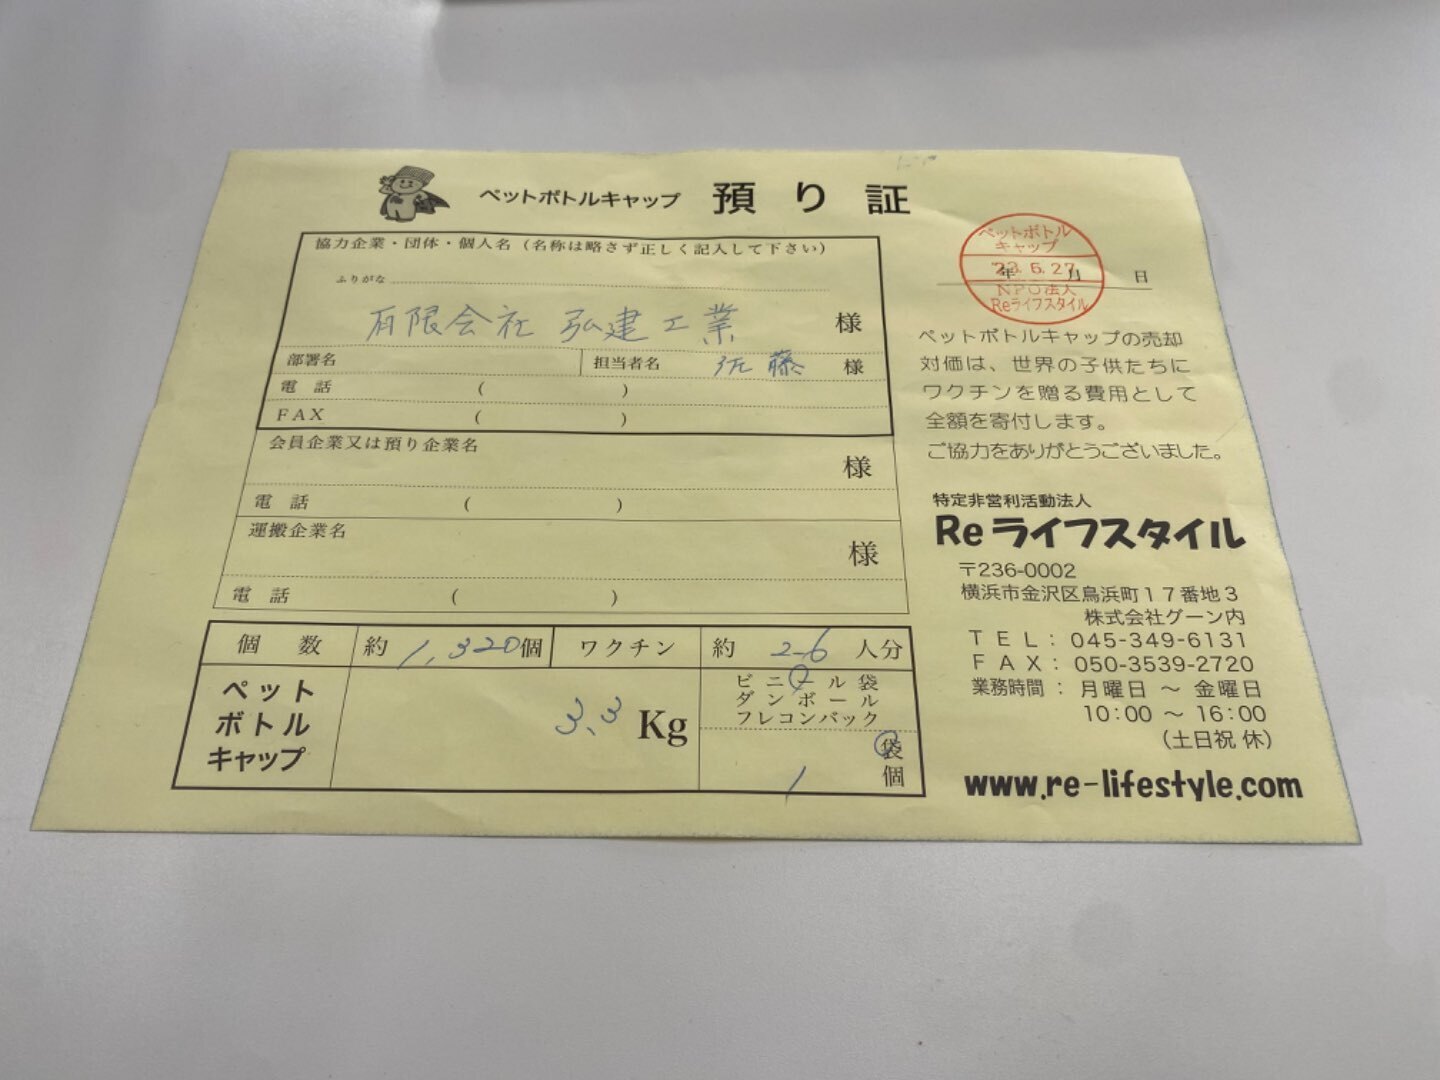 ペットボトルキャップ 預り証
協力企業・団体・個人名（名称は略さず正しく記入して下さい）
ふりがな
有限会社 弘建工業 様
部署名 担当者名 佐藤 様
電話 （ ）
FAX （ ）
会員企業又は預り企業名
様
電話 （ ）
運搬企業名
様
電話 （ ）
個数 約 1,320個 ワクチン 約 2.6 人分
ペットボトルキャップ
3.3 Kg
ビニール袋
ダンボール
フレコンバック
袋
1 個
ペットボトル
キャップ
'23.6.27
NPO法人
Reライフスタイル
年 月 日
ペットボトルキャップの売却
対価は、世界の子供たちに
ワクチンを贈る費用として
全額を寄付します。
ご協力をありがとうございました。
特定非営利活動法人
Reライフスタイル
〒236-0002
横浜市金沢区鳥浜町17番地3
株式会社グーン内
TEL：045-349-6131
FAX：050-3539-2720
業務時間：月曜日 ～ 金曜日
10:00 ～ 16:00
（土日祝 休）
www.re-lifestyle.com